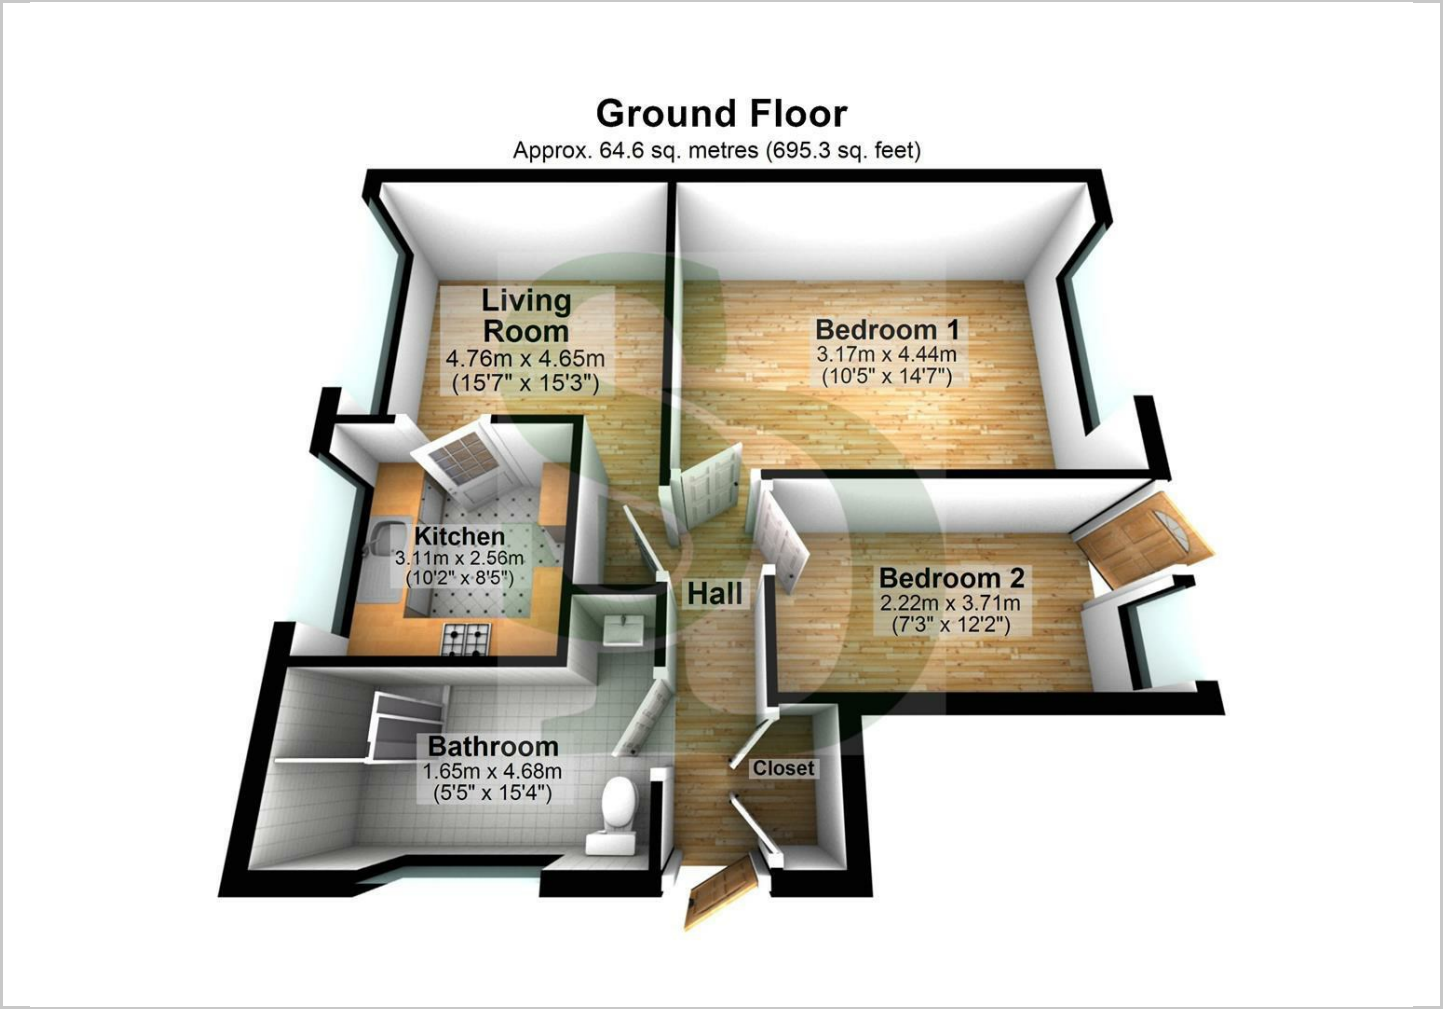 Ground Floor
Approx. 64.6 sq. metres (695.3 sq. feet)
Living
Room
4.76m x 4.65m
(15'7" x 15'3")
Bedroom 1
3.17m x 4.44m
(10'5" x 14'7")
Kitchen
3.11m x 2.56m
(10'2" x 8'5")
Hall
Bedroom 2
2.22m x 3.71m
(7'3" x 12'2")
Bathroom
1.65m x 4.68m
(5'5" x 15'4")
Closet